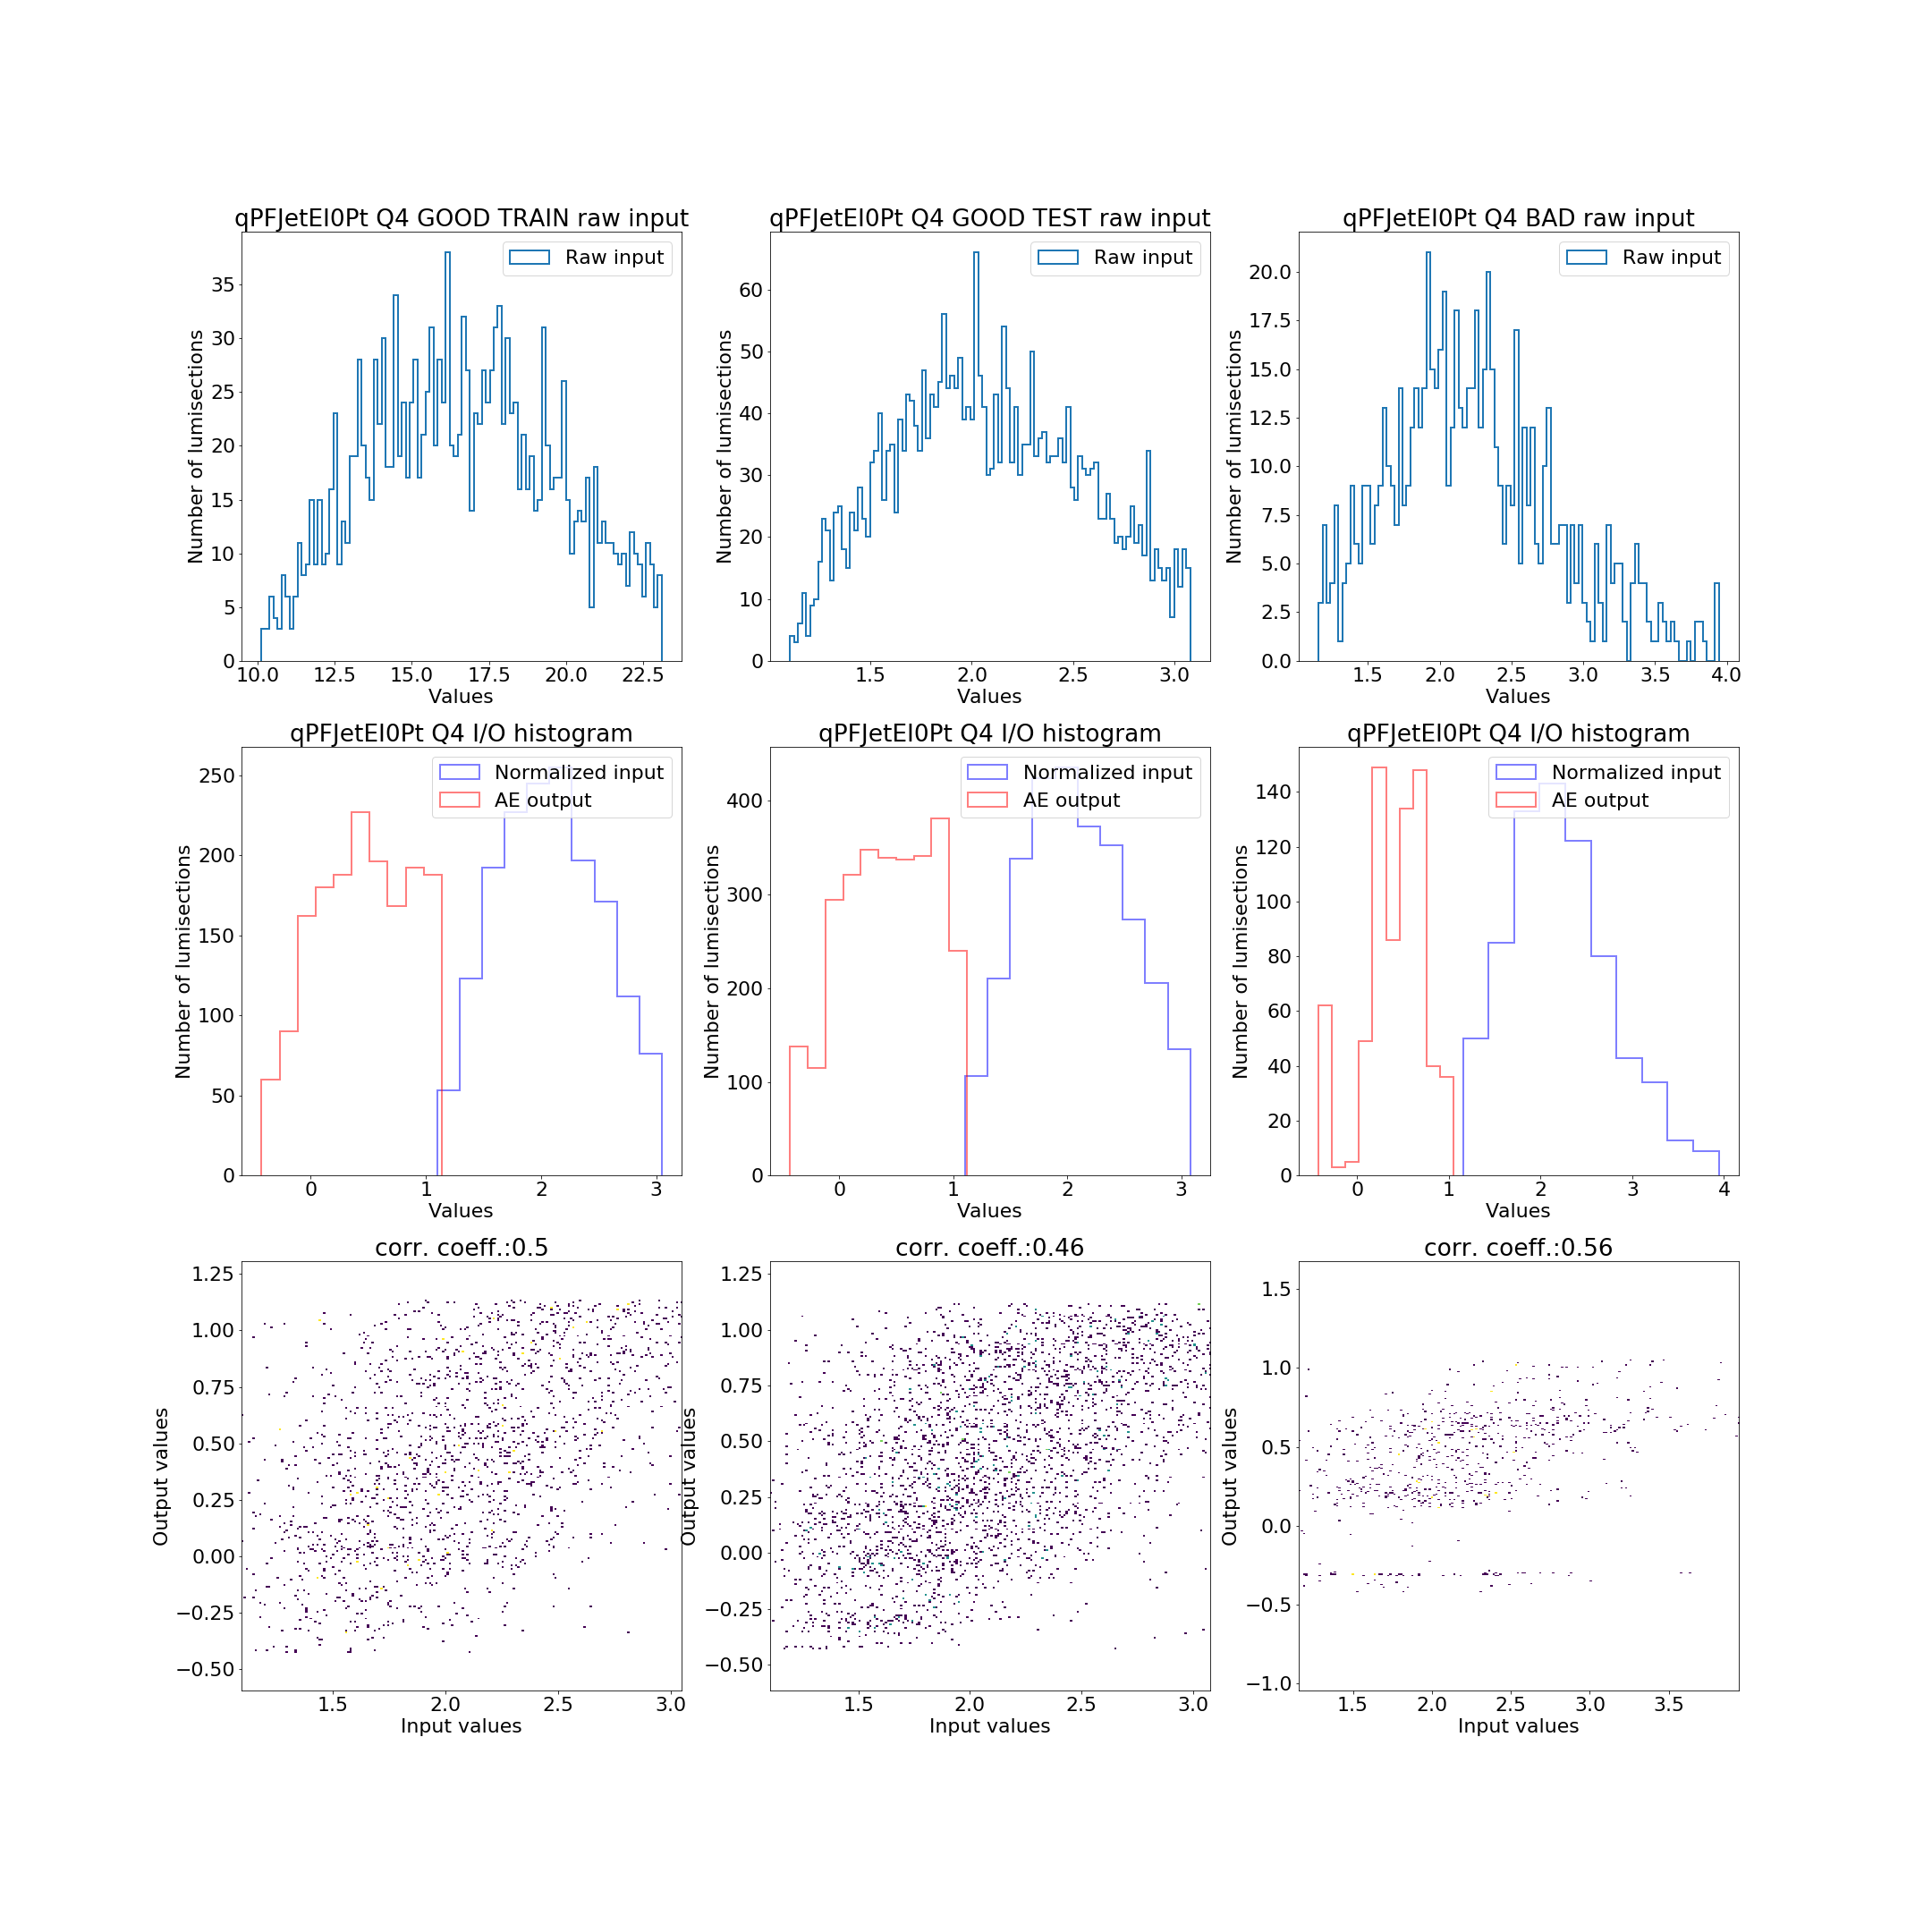 qPFJetEI0Pt Q4 GOOD TRAIN raw input
Raw input
35
30
25
20
15
10
5
0
Number of lumisections
10.0 12.5 15.0 17.5 20.0 22.5
Values
qPFJetEI0Pt Q4 GOOD TEST raw input
Raw input
60
50
40
30
20
10
0
Number of lumisections
1.5 2.0 2.5 3.0
Values
qPFJetEI0Pt Q4 BAD raw input
Raw input
20.0
17.5
15.0
12.5
10.0
7.5
5.0
2.5
0.0
Number of lumisections
1.5 2.0 2.5 3.0 3.5 4.0
Values
qPFJetEI0Pt Q4 I/O histogram
Normalized input
AE output
250
200
150
100
50
0
Number of lumisections
0 1 2 3
Values
qPFJetEI0Pt Q4 I/O histogram
Normalized input
AE output
400
300
200
100
0
Number of lumisections
0 1 2 3
Values
qPFJetEI0Pt Q4 I/O histogram
Normalized input
AE output
140
120
100
80
60
40
20
0
Number of lumisections
0 1 2 3 4
Values
corr. coeff.:0.5
1.25
1.00
0.75
0.50
0.25
0.00
−0.25
−0.50
Output values
1.5 2.0 2.5 3.0
Input values
corr. coeff.:0.46
1.25
1.00
0.75
0.50
0.25
0.00
−0.25
−0.50
Output values
1.5 2.0 2.5 3.0
Input values
corr. coeff.:0.56
1.5
1.0
0.5
0.0
−0.5
−1.0
Output values
1.5 2.0 2.5 3.0 3.5
Input values